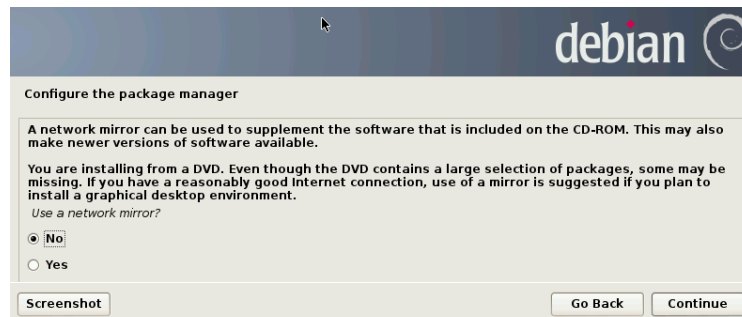 debian
Configure the package manager
A network mirror can be used to supplement the software that is included on the CD-ROM. This may also
make newer versions of software available.
You are installing from a DVD. Even though the DVD contains a large selection of packages, some may be
missing. If you have a reasonably good Internet connection, use of a mirror is suggested if you plan to
install a graphical desktop environment.
Use a network mirror?
No
Yes
Screenshot
Go Back
Continue